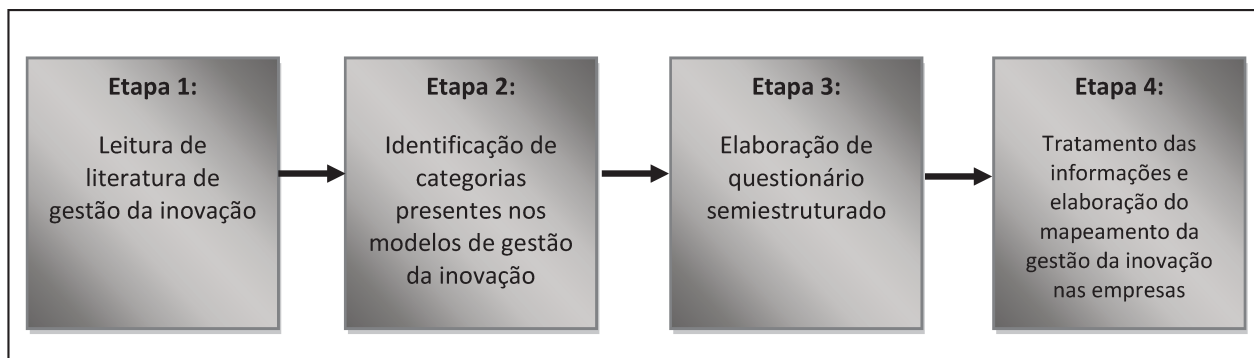 Etapa 1:
Leitura de
literatura de
gestão da inovação
Etapa 2:
Identificação de
categorias
presentes nos
modelos de gestão
da inovação
Etapa 3:
Elaboração de
questionário
semiestruturado
Etapa 4:
Tratamento das
informações e
elaboração do
mapeamento da
gestão da inovação
nas empresas